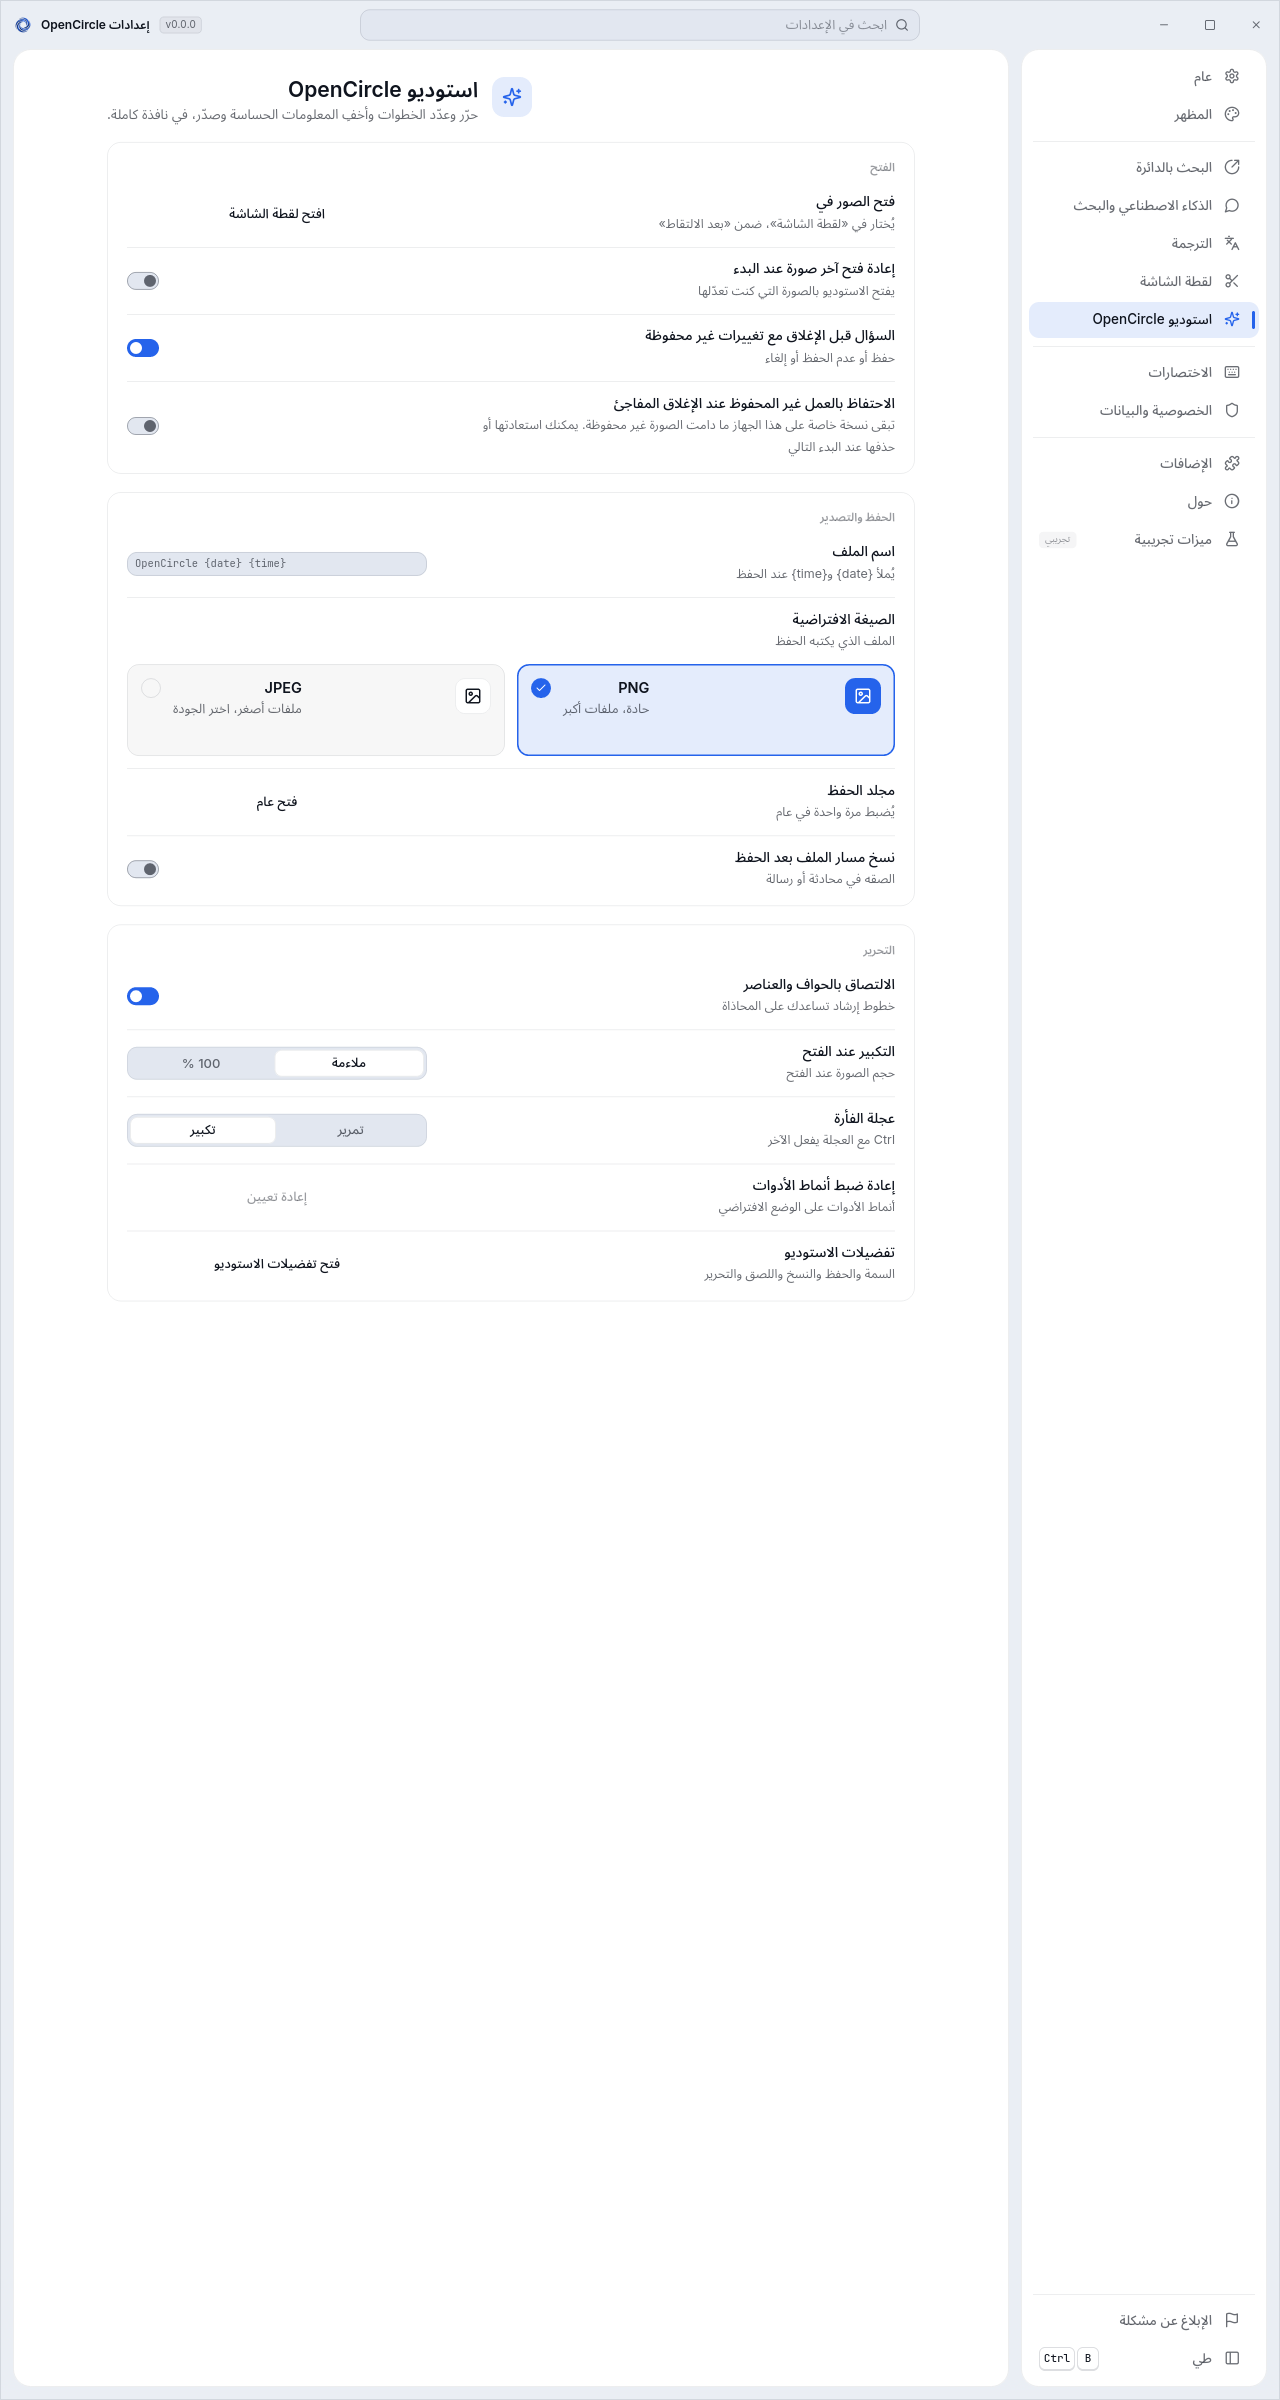 إعدادات OpenCircle
v0.0.0
ابحث في الإعدادات
عام
المظهر
البحث بالدائرة
الذكاء الاصطناعي والبحث
الترجمة
لقطة الشاشة
استوديو OpenCircle
الاختصارات
الخصوصية والبيانات
الإضافات
حول
ميزات تجريبية
تجريبي
الإبلاغ عن مشكلة
طي
Ctrl B
استوديو OpenCircle
حرّر وعدّد الخطوات وأخفِ المعلومات الحساسة وصدّر، في نافذة كاملة.
الفتح
فتح الصور في
يُختار في «لقطة الشاشة»، ضمن «بعد الالتقاط»
افتح لقطة الشاشة
إعادة فتح آخر صورة عند البدء
يفتح الاستوديو بالصورة التي كنت تعدّلها
السؤال قبل الإغلاق مع تغييرات غير محفوظة
حفظ أو عدم الحفظ أو إلغاء
الاحتفاظ بالعمل غير المحفوظ عند الإغلاق المفاجئ
تبقى نسخة خاصة على هذا الجهاز ما دامت الصورة غير محفوظة. يمكنك استعادتها أو
حذفها عند البدء التالي
الحفظ والتصدير
اسم الملف
يُملأ {date} و{time} عند الحفظ
OpenCircle {date} {time}
الصيغة الافتراضية
الملف الذي يكتبه الحفظ
PNG
حادة، ملفات أكبر
JPEG
ملفات أصغر، اختر الجودة
مجلد الحفظ
يُضبط مرة واحدة في عام
فتح عام
نسخ مسار الملف بعد الحفظ
الصقه في محادثة أو رسالة
التحرير
الالتصاق بالحواف والعناصر
خطوط إرشاد تساعدك على المحاذاة
التكبير عند الفتح
حجم الصورة عند الفتح
ملاءمة
100 %
عجلة الفأرة
Ctrl مع العجلة يفعل الآخر
تمرير
تكبير
إعادة ضبط أنماط الأدوات
أنماط الأدوات على الوضع الافتراضي
إعادة تعيين
تفضيلات الاستوديو
السمة والحفظ والنسخ واللصق والتحرير
فتح تفضيلات الاستوديو